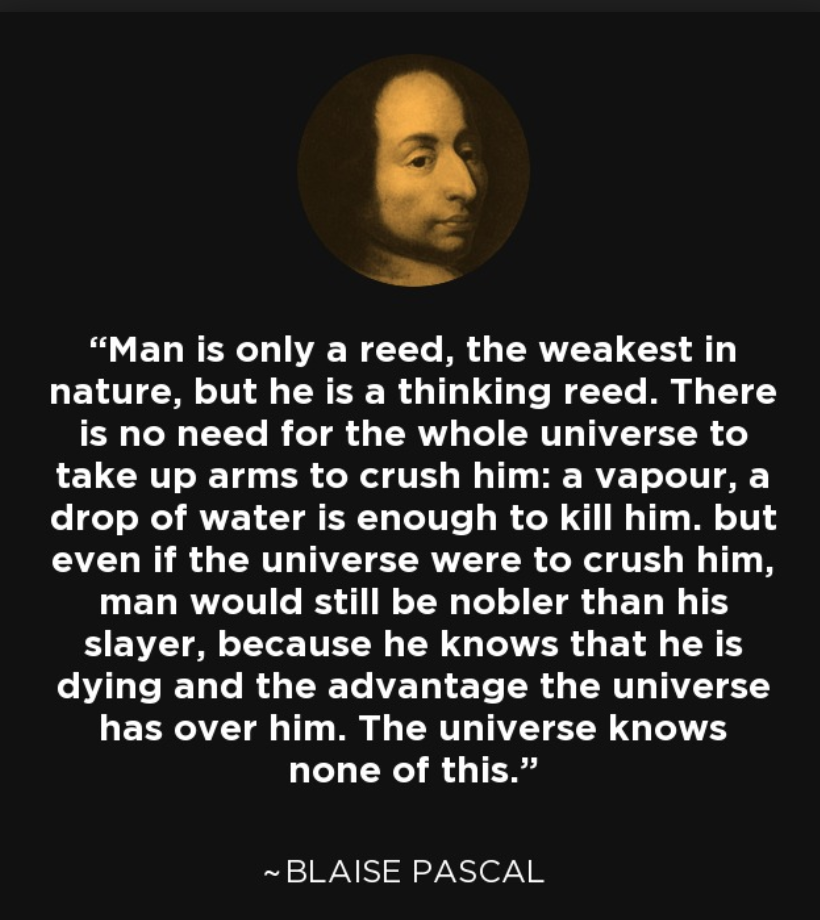 “Man is only a reed, the weakest in
nature, but he is a thinking reed. There
is no need for the whole universe to
take up arms to crush him: a vapour, a
drop of water is enough to kill him. but
even if the universe were to crush him,
man would still be nobler than his
slayer, because he knows that he is
dying and the advantage the universe
has over him. The universe knows
none of this.”
~BLAISE PASCAL